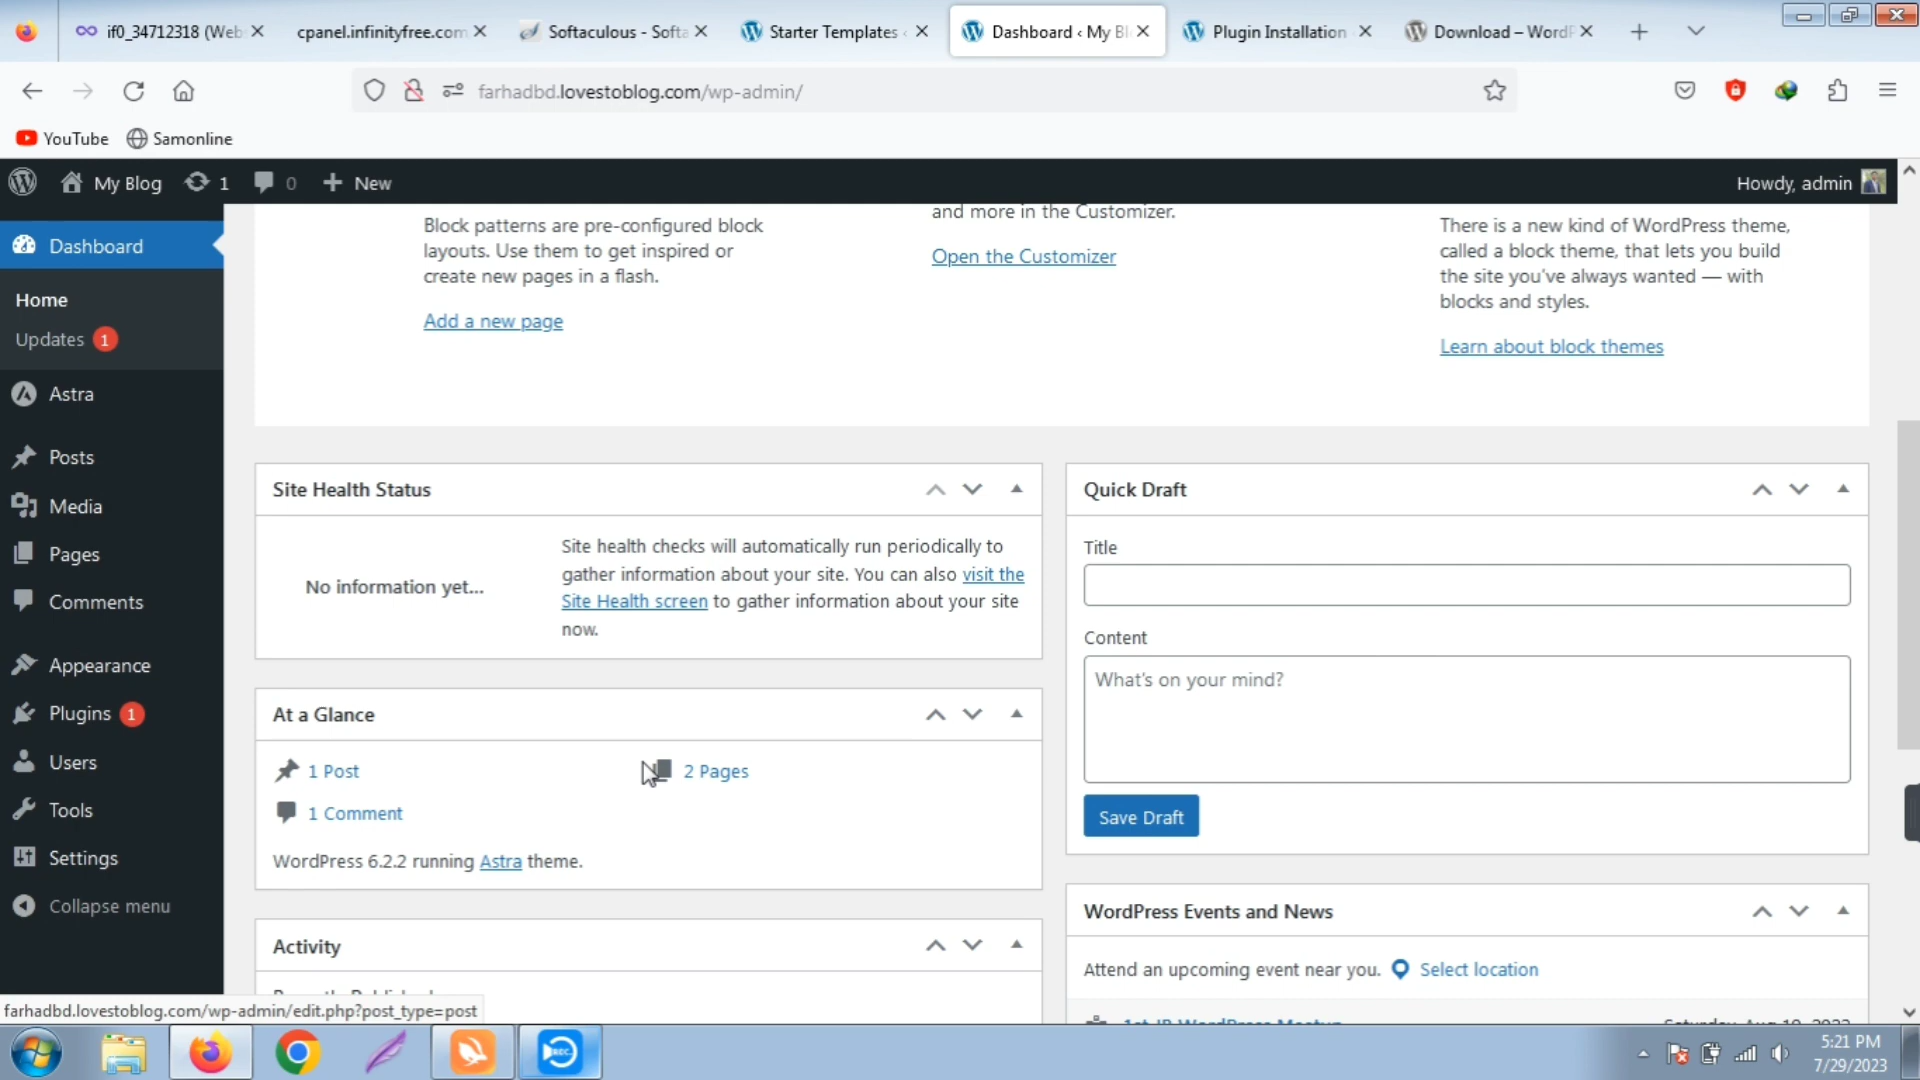 if0_34712318 (Web
cpanel.infinityfree.com
Softaculous - Softa
Starter Templates ‹
Dashboard ‹ My Bl
Plugin Installation
Download – WordP
farhadbd.lovestoblog.com/wp-admin/
YouTube
Samonline
My Blog
1
0
New
Howdy, admin
Dashboard
Home
Updates 1
Astra
Posts
Media
Pages
Comments
Appearance
Plugins 1
Users
Tools
Settings
Collapse menu
Block patterns are pre-configured block
layouts. Use them to get inspired or
create new pages in a flash.
Add a new page
and more in the Customizer.
Open the Customizer
There is a new kind of WordPress theme,
called a block theme, that lets you build
the site you've always wanted — with
blocks and styles.
Learn about block themes
Site Health Status
No information yet...
Site health checks will automatically run periodically to
gather information about your site. You can also visit the
Site Health screen to gather information about your site
now.
At a Glance
1 Post
2 Pages
1 Comment
WordPress 6.2.2 running Astra theme.
Activity
Quick Draft
Title
Content
What's on your mind?
Save Draft
WordPress Events and News
Attend an upcoming event near you.
Select location
farhadbd.lovestoblog.com/wp-admin/edit.php?post_type=post
REC
5:21 PM
7/29/2023